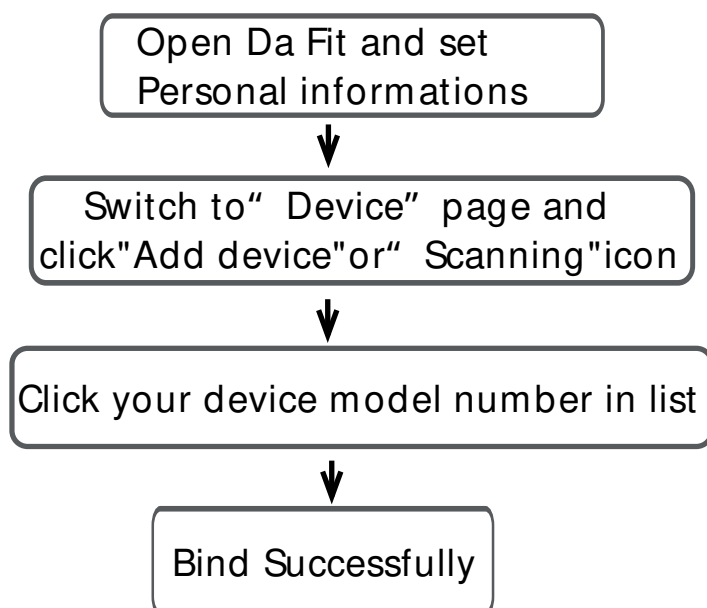 Open Da Fit and set
Personal informations
Switch to“ Device” page and
click"Add device"or“ Scanning"icon
Click your device model number in list
Bind Successfully